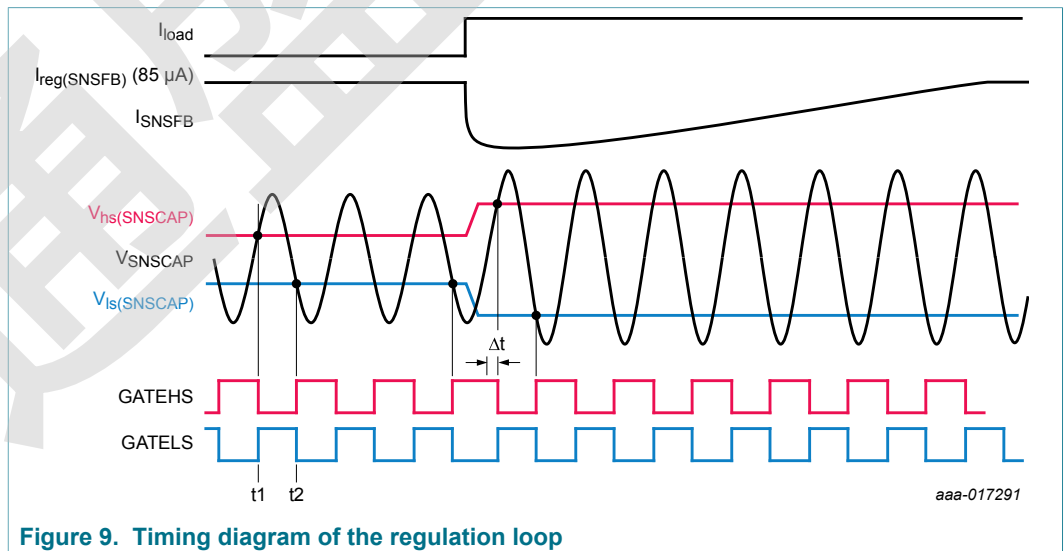 Iload
Ireg(SNSFB) (85 μA)
ISNSFB
Vhs(SNSCAP)
VSNSCAP
Vls(SNSCAP)
Δt
GATEHS
GATELS
t1 t2
aaa-017291
Figure 9. Timing diagram of the regulation loop